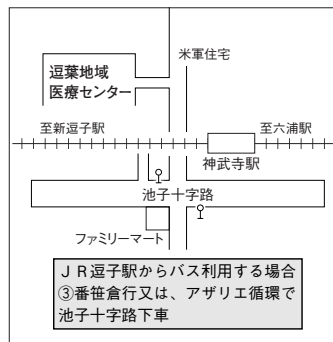 米軍住宅
逗葉地域
医療センター
至新逗子駅
至六浦駅
神武寺駅
池子十字路
ファミリーマート
ＪＲ逗子駅からバス利用する場合
③番笹倉行又は、アザリエ循環で
池子十字路下車